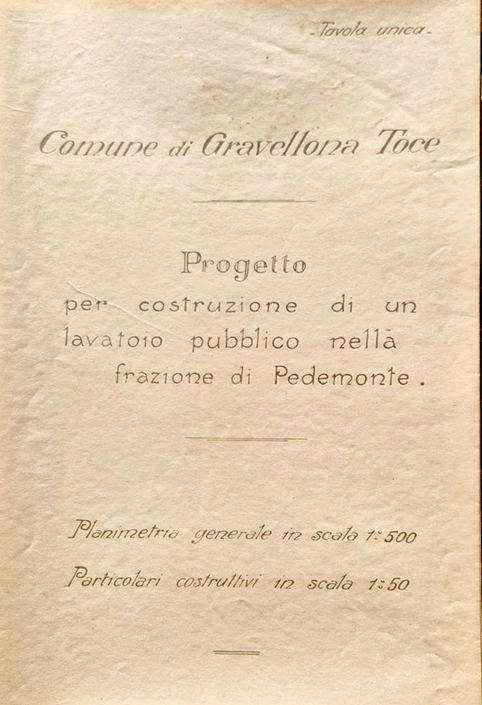 - Tavola unica -
Comune di Gravellona Toce
Progetto
per costruzione di un
lavatoio pubblico nella
frazione di Pedemonte.
Planimetria generale in scala 1:500
Particolari costruttivi in scala 1:50